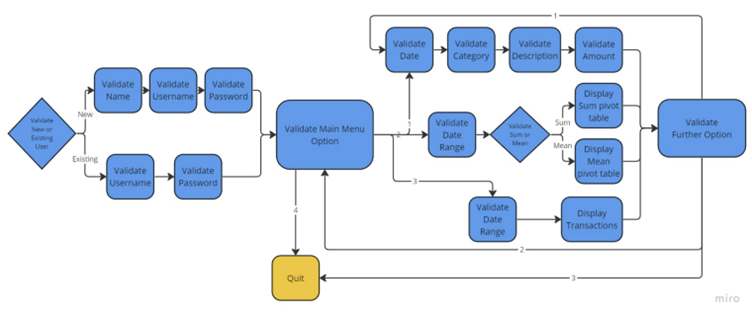 Validate
New or
Existing
User
New
Existing
Validate
Name
Validate
Username
Validate
Password
Validate
Username
Validate
Password
Validate Main Menu
Option
4
Quit
1
2
3
Validate
Date
Validate
Category
Validate
Description
Validate
Amount
Validate
Date
Range
Validate
Sum or
Mean
Sum
Mean
Display
Sum pivot
table
Display
Mean
pivot table
Validate
Date
Range
Display
Transactions
Validate
Further Option
1
2
3
miro